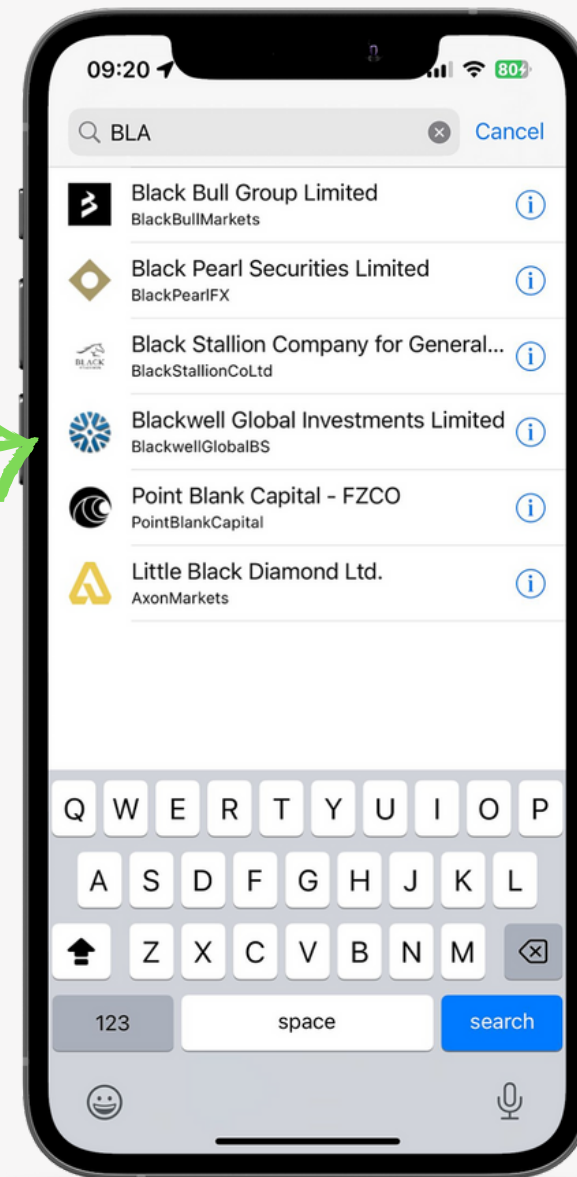 09:20
80
BLA
Cancel
Black Bull Group Limited
BlackBullMarkets
Black Pearl Securities Limited
BlackPearlFX
BLACK
Black Stallion Company for General...
BlackStallionCoLtd
Blackwell Global Investments Limited
BlackwellGlobalBS
Point Blank Capital - FZCO
PointBlankCapital
Little Black Diamond Ltd.
AxonMarkets
Q W E R T Y U I O P
A S D F G H J K L
Z X C V B N M
123 space search